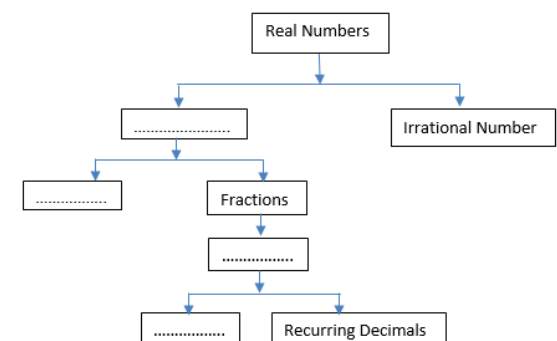 Real Numbers
........................
Irrational Number
.................
Fractions
.................
.................
Recurring Decimals